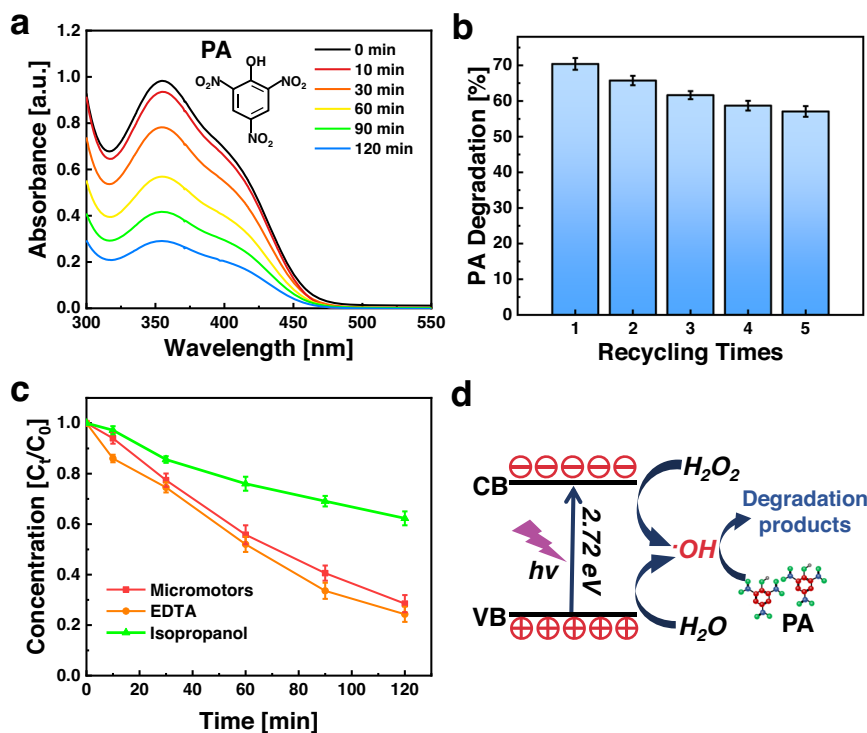 a
Absorbance [a.u.]
1.2
1.0
0.8
0.6
0.4
0.2
0.0
300
350
400
450
500
550
Wavelength [nm]
PA
OH
NO₂
NO₂
NO₂
0 min
10 min
30 min
60 min
90 min
120 min
b
PA Degradation [%]
80
70
60
50
40
30
20
10
0
1
2
3
4
5
Recycling Times
c
Concentration [Cₜ/C₀]
1.0
0.8
0.6
0.4
0.2
0.0
0
20
40
60
80
100
120
Time [min]
Micromotors
EDTA
Isopropanol
d
CB
VB
hv
2.72 eV
H₂O₂
·OH
H₂O
Degradation
products
PA